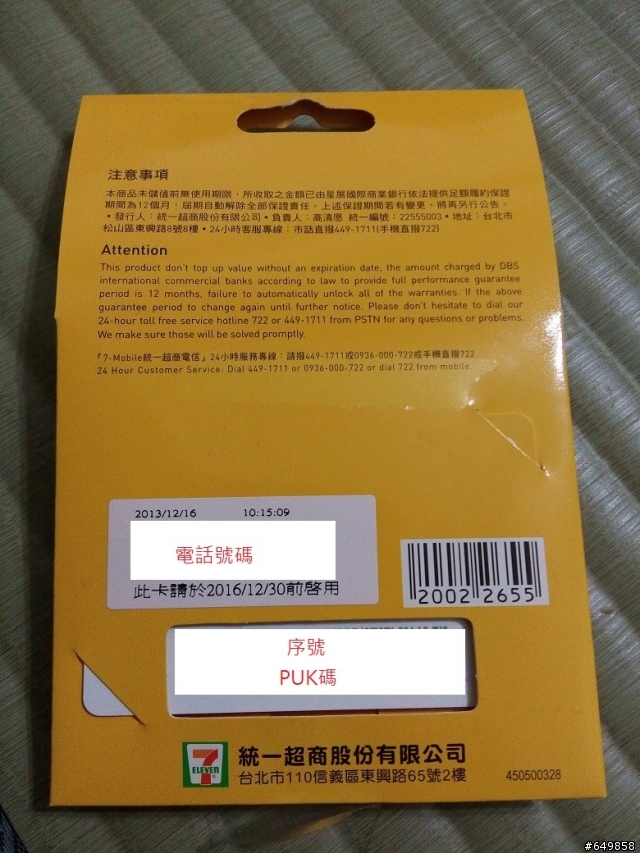 注意事項
本商品未儲值前無使用期限，所收取之金額已由星展國際商業銀行依法提供足額履約保證
期間為12個月，屆期自動解除全部保證責任。上述保證期間若有變更，將再另行公告。
•發行人：統一超商股份有限公司•負責人：高清愿 統一編號：22555003•地址：台北市
松山區東興路8號8樓•24小時客服專線：市話直撥449-1711(手機直撥722)
Attention
This product don't top up value without an expiration date, the amount charged by DBS
international commercial banks according to law to provide full performance guarantee
period is 12 months, failure to automatically unlock all of the warranties. If the above
guarantee period to change again until further notice. Please don't hesitate to dial our
24-hour toll free service hotline 722 or 449-1711 from PSTN for any questions or problems.
We make sure those will be solved promptly.
「7-Mobile統一超商電信」24小時服務專線：請撥449-1711或0936-000-722或手機直撥722
24 Hour Customer Service: Dial 449-1711 or 0936-000-722 or dial 722 from mobile.
2013/12/16 10:15:09
電話號碼
此卡請於2016/12/30前啓用
2002 2655
序號
PUK碼
7 ELEVEN
統一超商股份有限公司
台北市110信義區東興路65號2樓
450500328
#649858